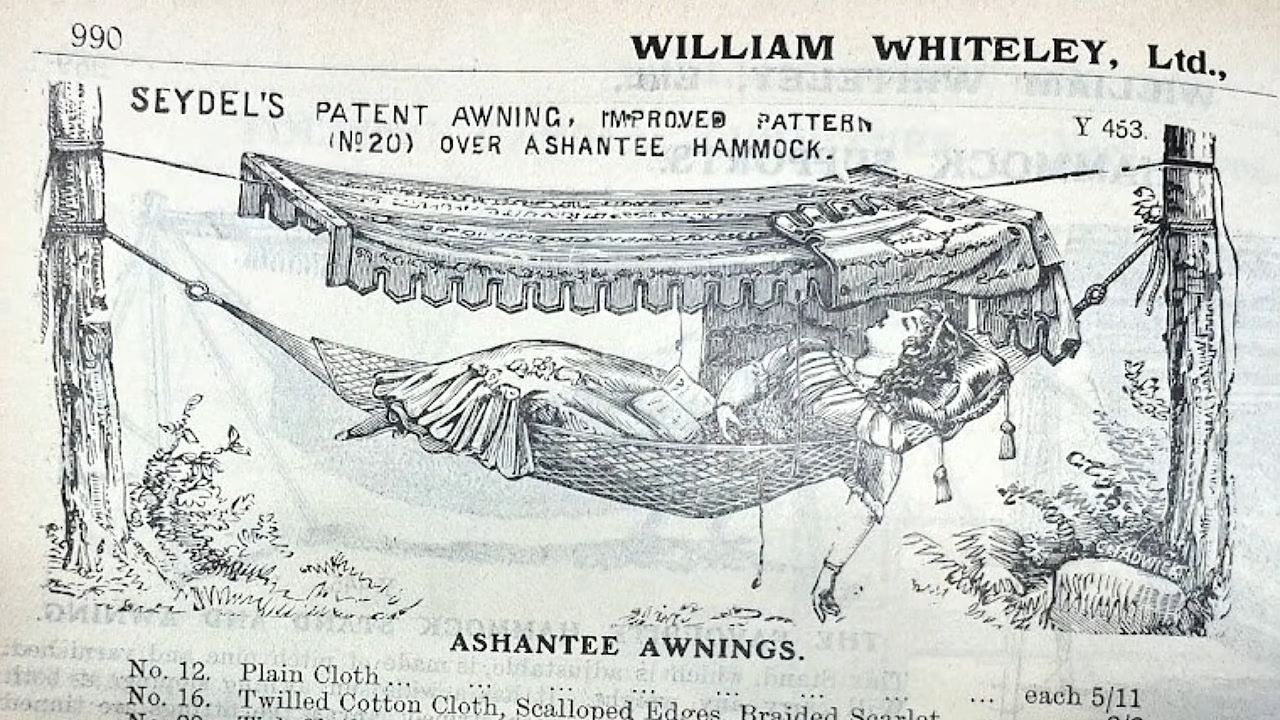 990
WILLIAM WHITELEY, Ltd.,
SEYDEL'S PATENT AWNING, IMPROVED PATTERN
(No 20) OVER ASHANTEE HAMMOCK.
Y 453.
ASHANTEE AWNINGS.
No. 12. Plain Cloth ... ... ... ... ... ... ... ... ... each 5/11
No. 16. Twilled Cotton Cloth, Scalloped Edges, Braided Scarlet